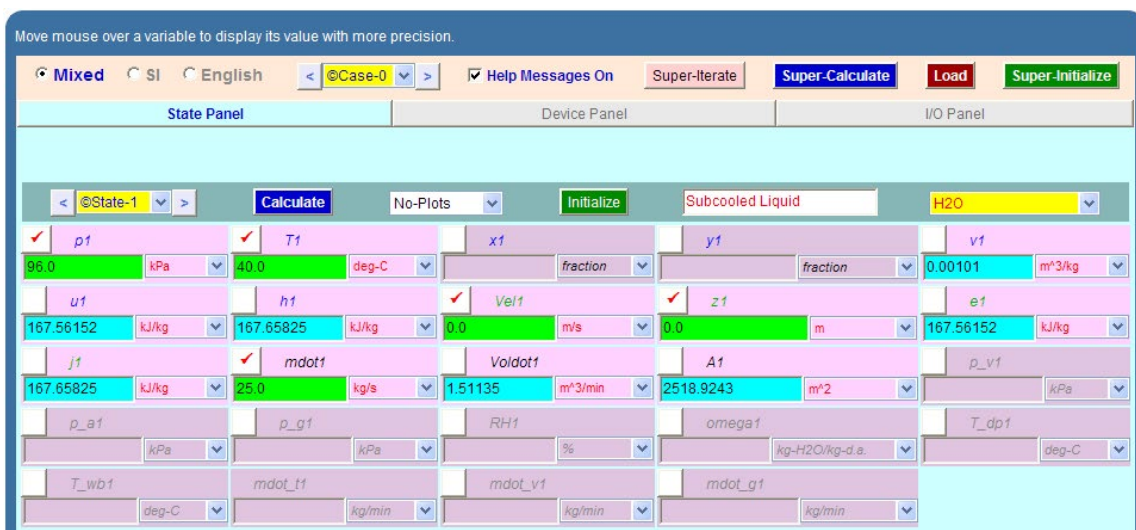 Move mouse over a variable to display its value with more precision.
Mixed SI English < ©Case-0 > Help Messages On Super-Iterate Super-Calculate Load Super-Initialize
State Panel Device Panel I/O Panel
< ©State-1 > Calculate No-Plots Initialize Subcooled Liquid H2O
p1 T1 x1 y1 v1
96.0 kPa 40.0 deg-C fraction fraction 0.00101 m^3/kg
u1 h1 Vel1 z1 e1
167.56152 kJ/kg 167.65825 kJ/kg 0.0 m/s 0.0 m 167.56152 kJ/kg
j1 mdot1 Voldot1 A1 p_v1
167.65825 kJ/kg 25.0 kg/s 1.51135 m^3/min 2518.9243 m^2 kPa
p_a1 p_g1 RH1 omega1 T_dp1
kPa kPa % kg-H2O/kg-d.a. deg-C
T_wb1 mdot_t1 mdot_v1 mdot_g1
deg-C kg/min kg/min kg/min